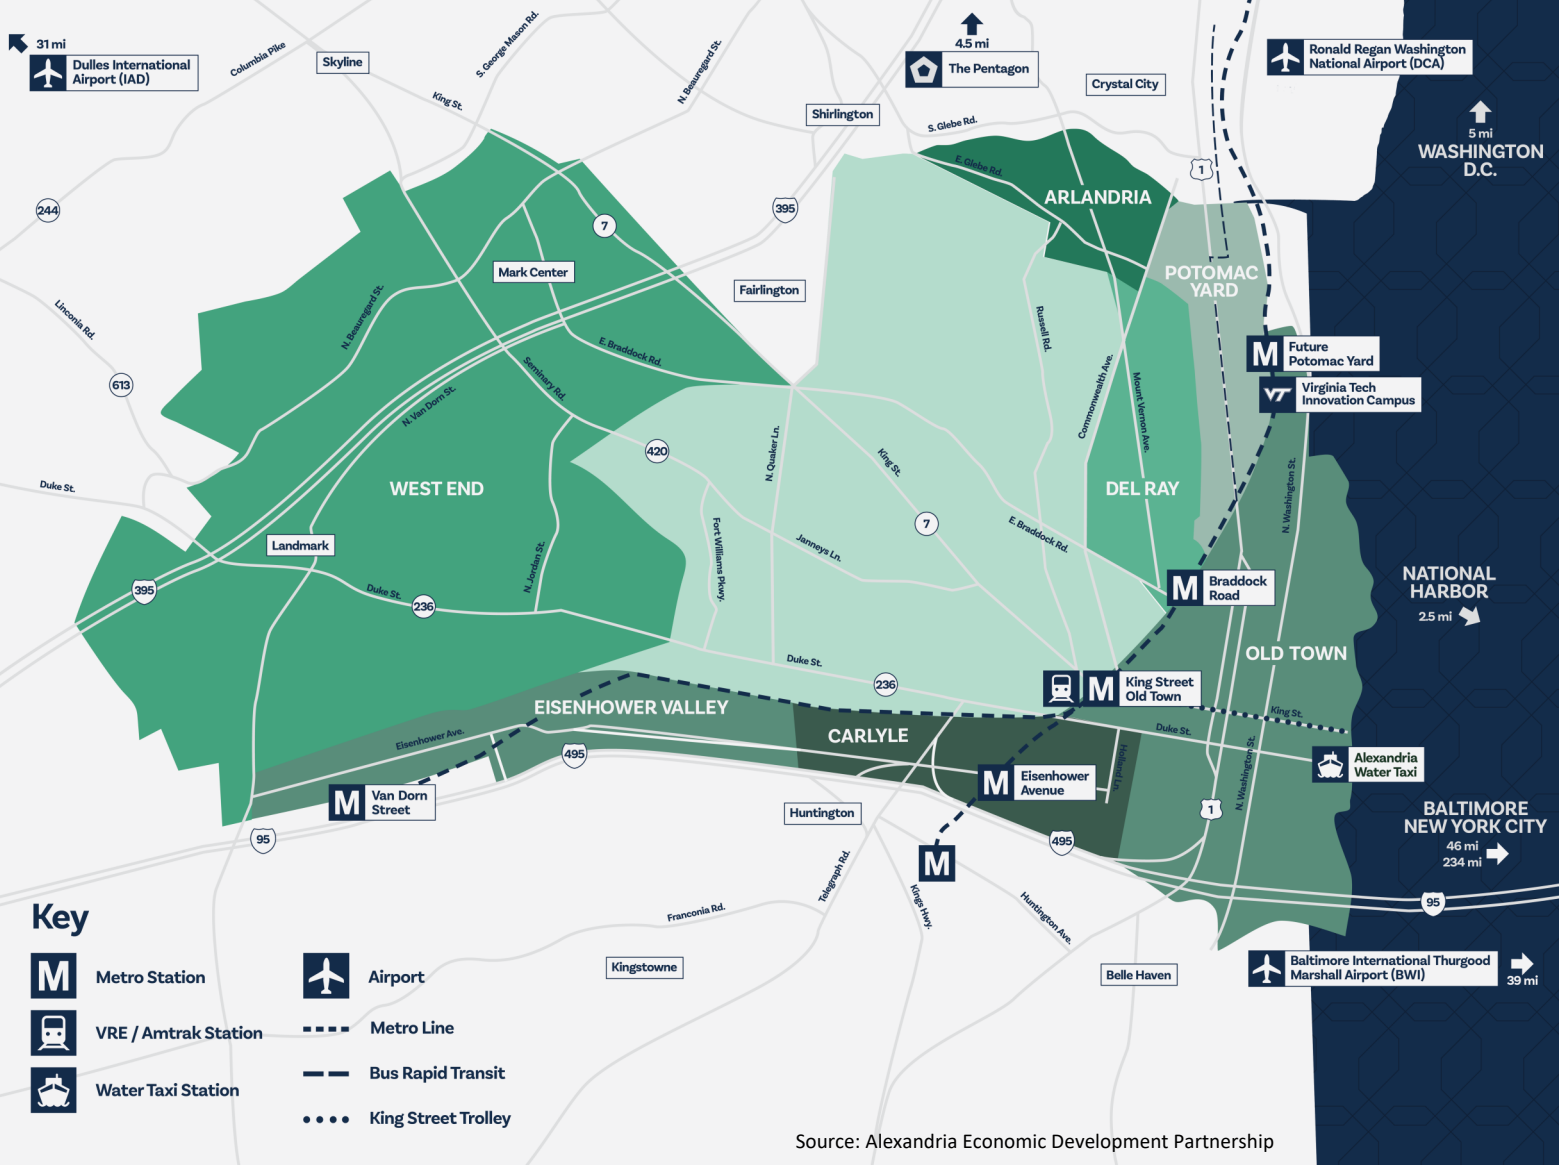 31 mi
Dulles International
Airport (IAD)
Columbia Pike
Skyline
S. George Mason Rd.
King St.
N. Beauregard St.
Shirlington
4.5 mi
The Pentagon
Crystal City
S. Glebe Rd.
Ronald Regan Washington
National Airport (DCA)
5 mi
WASHINGTON
D.C.
E. Glebe Rd.
ARLANDRIA
1
244
395
7
Mark Center
Fairlington
POTOMAC
YARD
Linconia Rd.
N. Beauregard St.
Russell Rd.
E. Braddock Rd.
Seminary Rd.
M
Future
Potomac Yard
VT
Virginia Tech
Innovation Campus
613
N. Van Dorn St.
Commonwealth Ave.
Mount Vernon Ave.
420
N. Quaker Ln.
King St.
Duke St.
WEST END
DEL RAY
N. Washington St.
7
Fort Williams Pkwy.
Janneys Ln.
E. Braddock Rd.
Landmark
N. Jordan St.
395
Duke St.
236
M
Braddock
Road
NATIONAL
HARBOR
2.5 mi
OLD TOWN
Duke St.
236
M
King Street
Old Town
EISENHOWER VALLEY
CARLYLE
King St.
Duke St.
Eisenhower Ave.
495
Holland Ln.
N. Washington St.
Alexandria
Water Taxi
M
Van Dorn
Street
M
Eisenhower
Avenue
Huntington
1
BALTIMORE
NEW YORK CITY
46 mi
234 mi
95
495
M
Telegraph Rd.
Kings Hwy.
Huntington Ave.
95
Franconia Rd.
Kingstowne
Belle Haven
Baltimore International Thurgood
Marshall Airport (BWI)
39 mi
Key
M
Metro Station
Airport
VRE / Amtrak Station
Metro Line
Water Taxi Station
Bus Rapid Transit
King Street Trolley
Source: Alexandria Economic Development Partnership